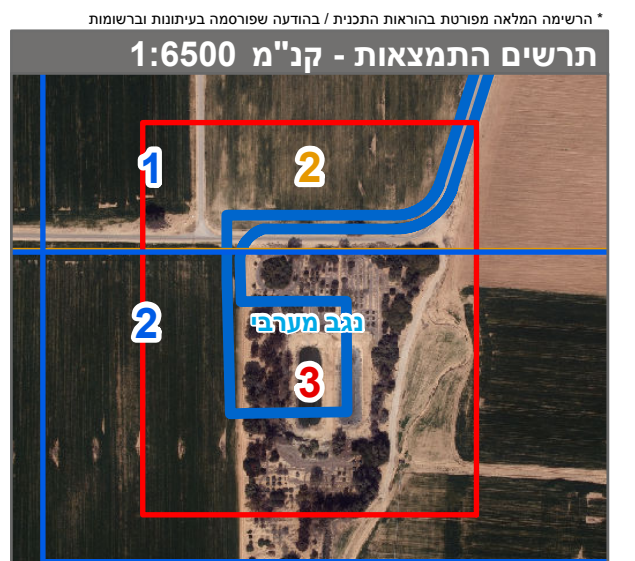 * הרשימה המלאה מפורטת בהוראות התכנית / בהודעה שפורסמה בעיתונות וברשומות
תרשים התמצאות - קנ"מ 1:6500
1
2
2
נגב מערבי
3